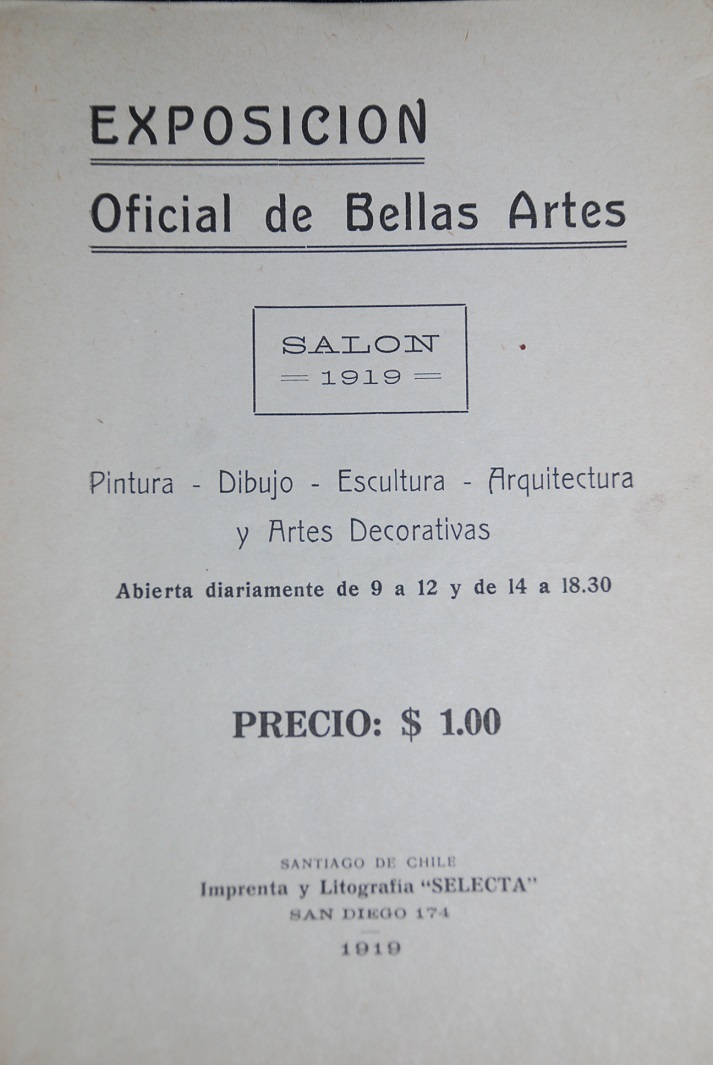 EXPOSICION
Oficial de Bellas Artes
SALON
1919
Pintura - Dibujo - Escultura - Arquitectura
y Artes Decorativas
Abierta diariamente de 9 a 12 y de 14 a 18.30
PRECIO: $ 1.00
SANTIAGO DE CHILE
Imprenta y Litografia “SELECTA”
SAN DIEGO 174
1919